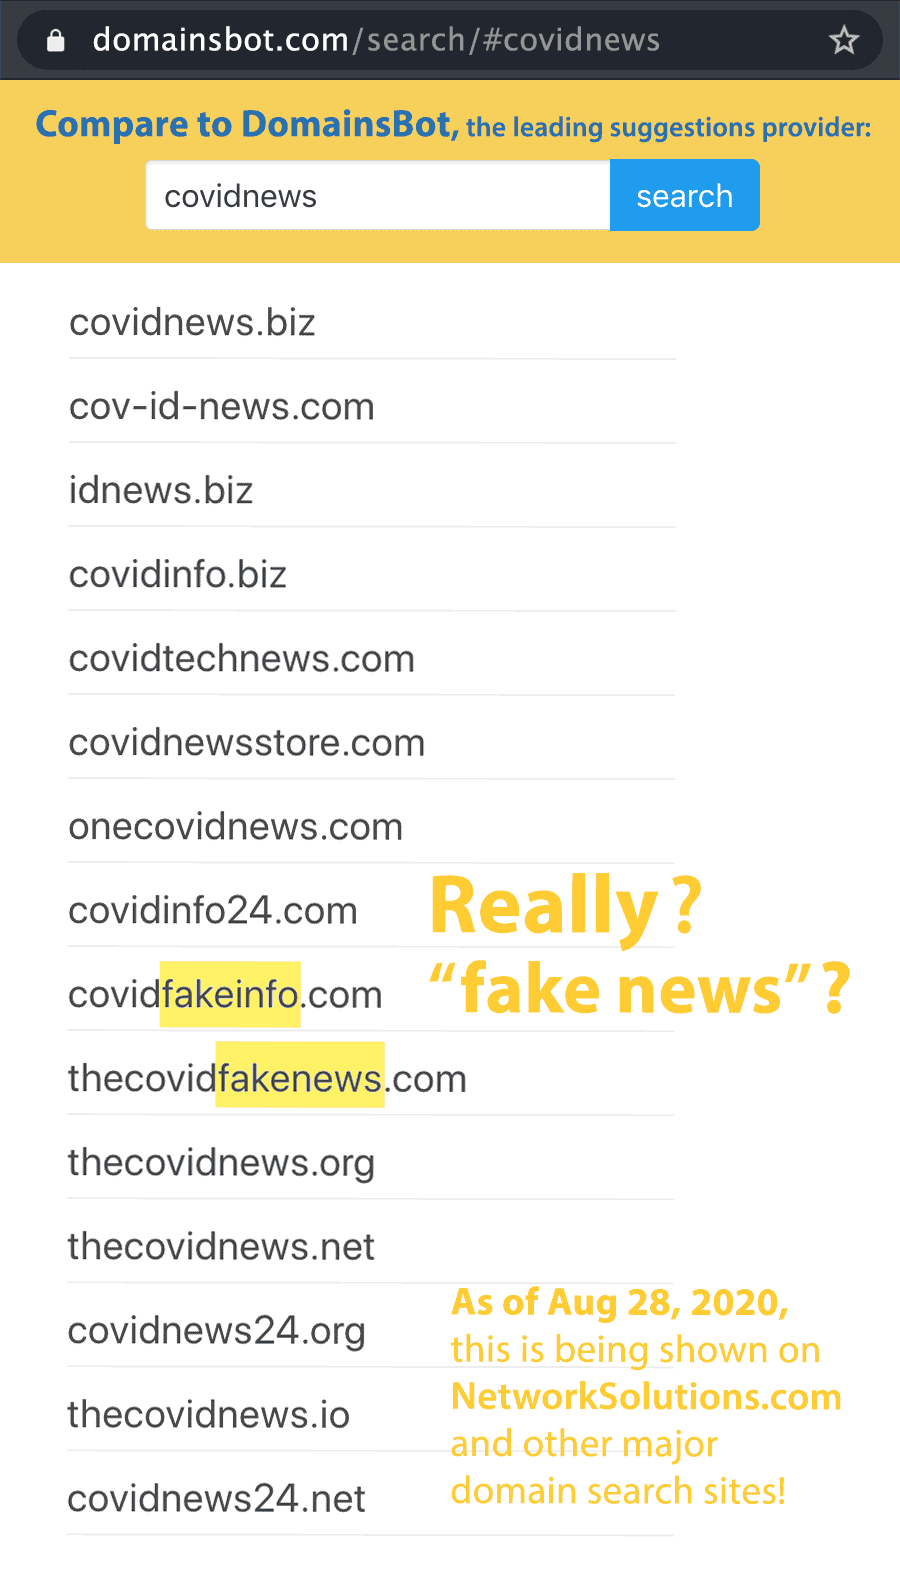 domainsbot.com/search/#covidnews
Compare to DomainsBot, the leading suggestions provider:
covidnews
search
covidnews.biz
cov-id-news.com
idnews.biz
covidinfo.biz
covidtechnews.com
covidnewsstore.com
onecovidnews.com
covidinfo24.com
Really?
covidfakeinfo.com
“fake news”?
thecovidfakenews.com
thecovidnews.org
thecovidnews.net
covidnews24.org
thecovidnews.io
covidnews24.net
As of Aug 28, 2020,
this is being shown on
NetworkSolutions.com
and other major
domain search sites!